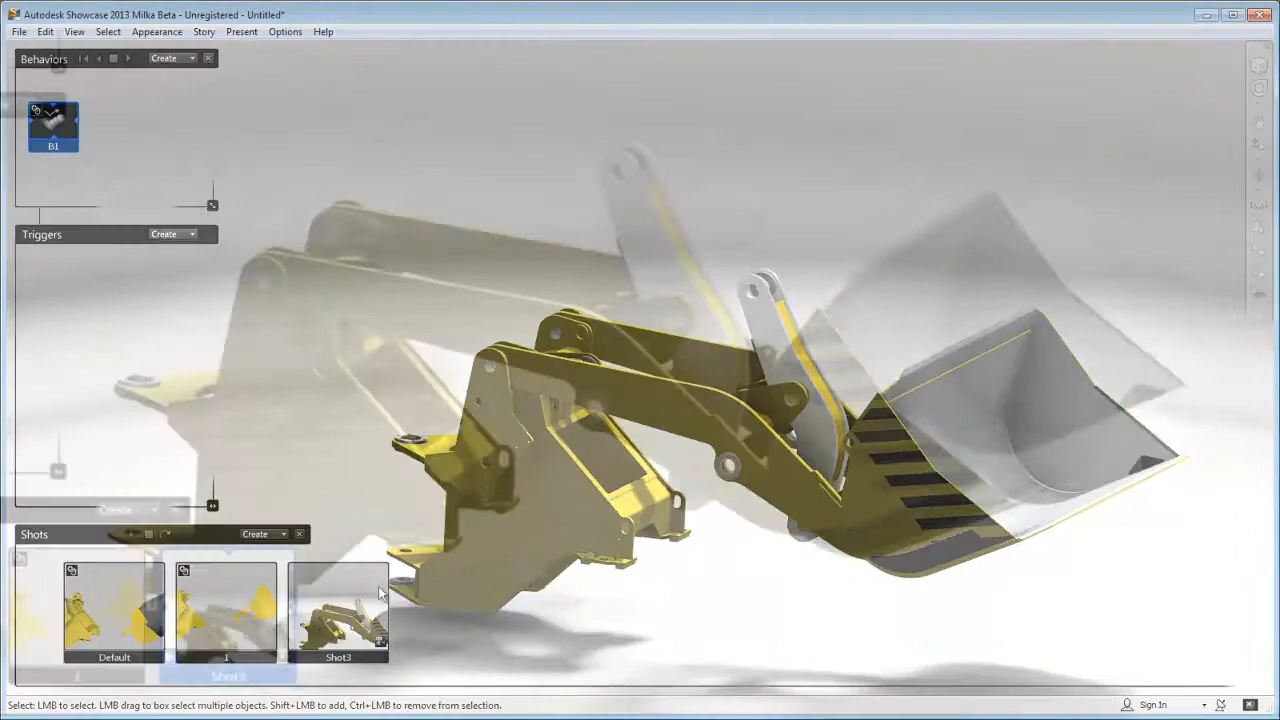 Autodesk Showcase 2013 Milka Beta - Unregistered - Untitled*
File Edit View Select Appearance Story Present Options Help
Behaviors Create
B1
Triggers Create
Create
Shots Create
Default 1 Shot3
1
Select: LMB to select. LMB drag to box select multiple objects. Shift+LMB to add, Ctrl+LMB to remove from selection. Sign In